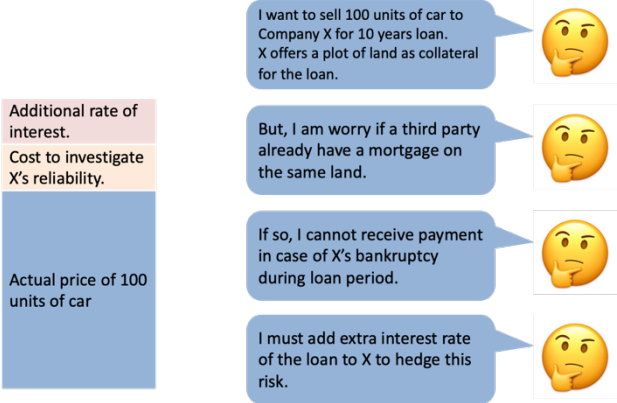 I want to sell 100 units of car to
Company X for 10 years loan.
X offers a plot of land as collateral
for the loan.
Additional rate of
interest.
Cost to investigate
X's reliability.
Actual price of 100
units of car
But, I am worry if a third party
already have a mortgage on
the same land.
If so, I cannot receive payment
in case of X's bankruptcy
during loan period.
I must add extra interest rate
of the loan to X to hedge this
risk.